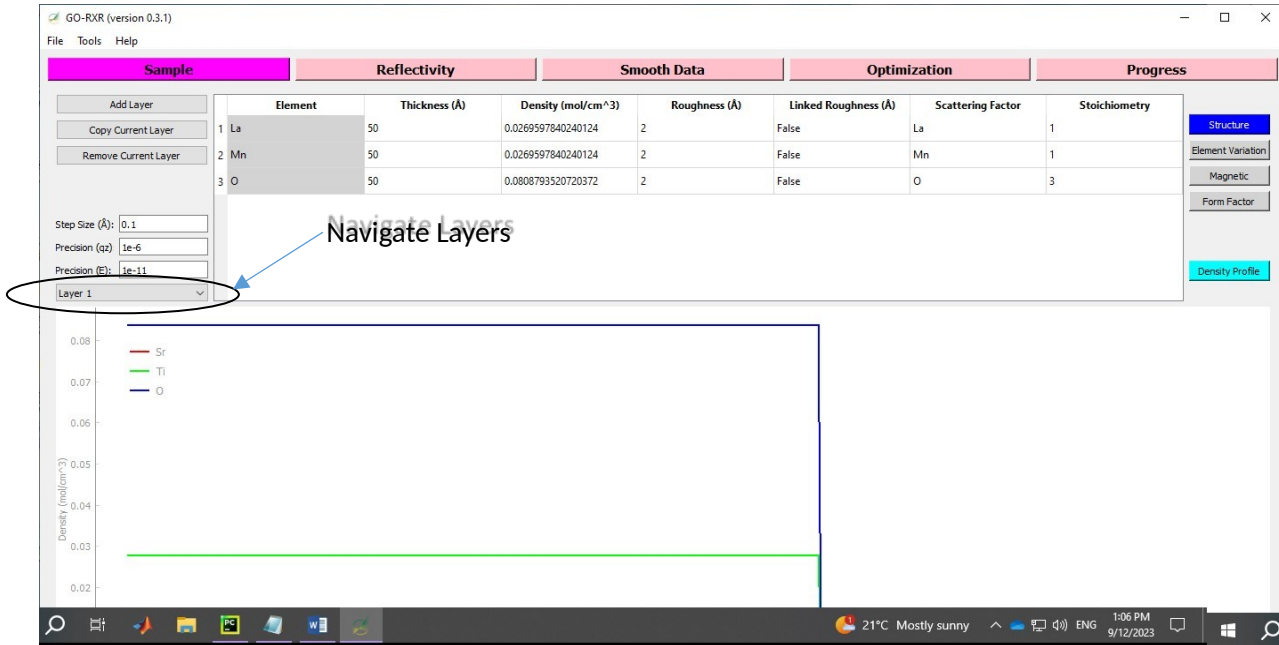 GO-RXR (version 0.3.1)
File Tools Help
Sample Reflectivity Smooth Data Optimization Progress
Add Layer
Copy Current Layer
Remove Current Layer
Step Size (Å): 0.1
Precision (qz) 1e-6
Precision (E): 1e-11
Layer 1
Element Thickness (Å) Density (mol/cm^3) Roughness (Å) Linked Roughness (Å) Scattering Factor Stoichiometry
1 La 50 0.0269597840240124 2 False La 1
2 Mn 50 0.0269597840240124 2 False Mn 1
3 O 50 0.0808793520720372 2 False O 3
Navigate Layers
Structure
Element Variation
Magnetic
Form Factor
Density Profile
Density (mol/cm^3)
0.08
0.07
0.06
0.05
0.04
0.03
0.02
Sr
Ti
O
21°C Mostly sunny ENG 1:06 PM
9/12/2023